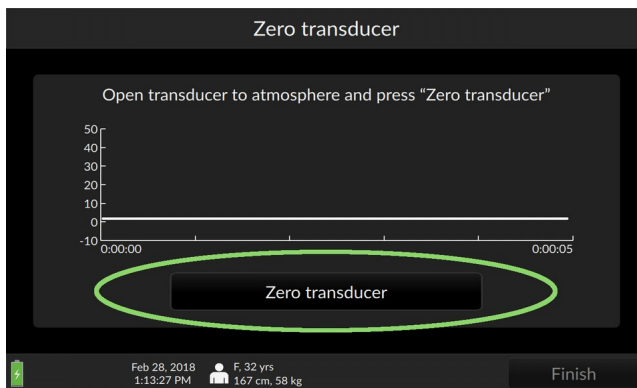 Zero transducer
Open transducer to atmosphere and press “Zero transducer”
50
40
30
20
10
0
-10
0:00:00
0:00:05
Zero transducer
Feb 28, 2018
1:13:27 PM
F, 32 yrs
167 cm, 58 kg
Finish